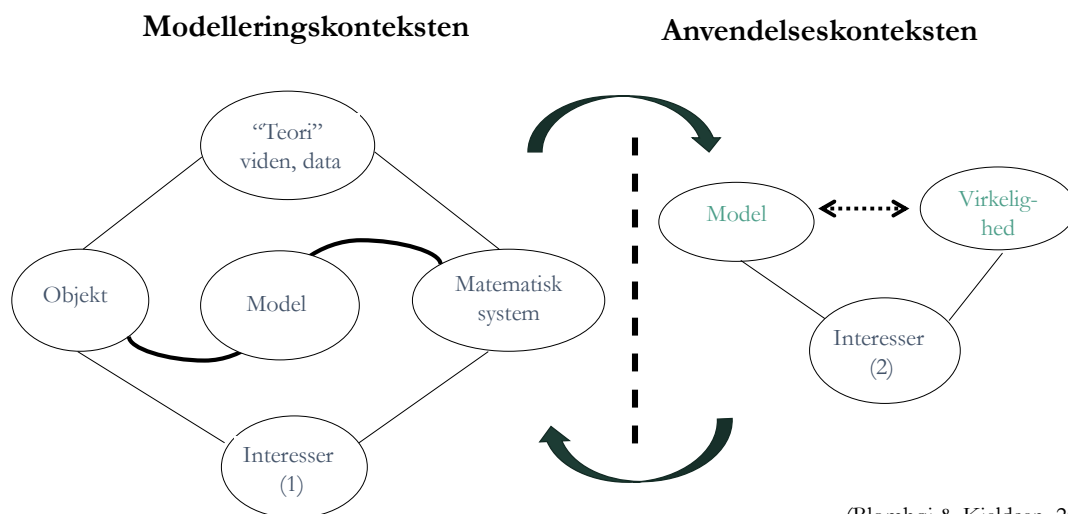 Modelleringskonteksten
Anvendelseskonteksten
“Teori”
viden, data
Objekt
Model
Matematisk
system
Interesser
(1)
Model
Virkelig-
hed
Interesser
(2)